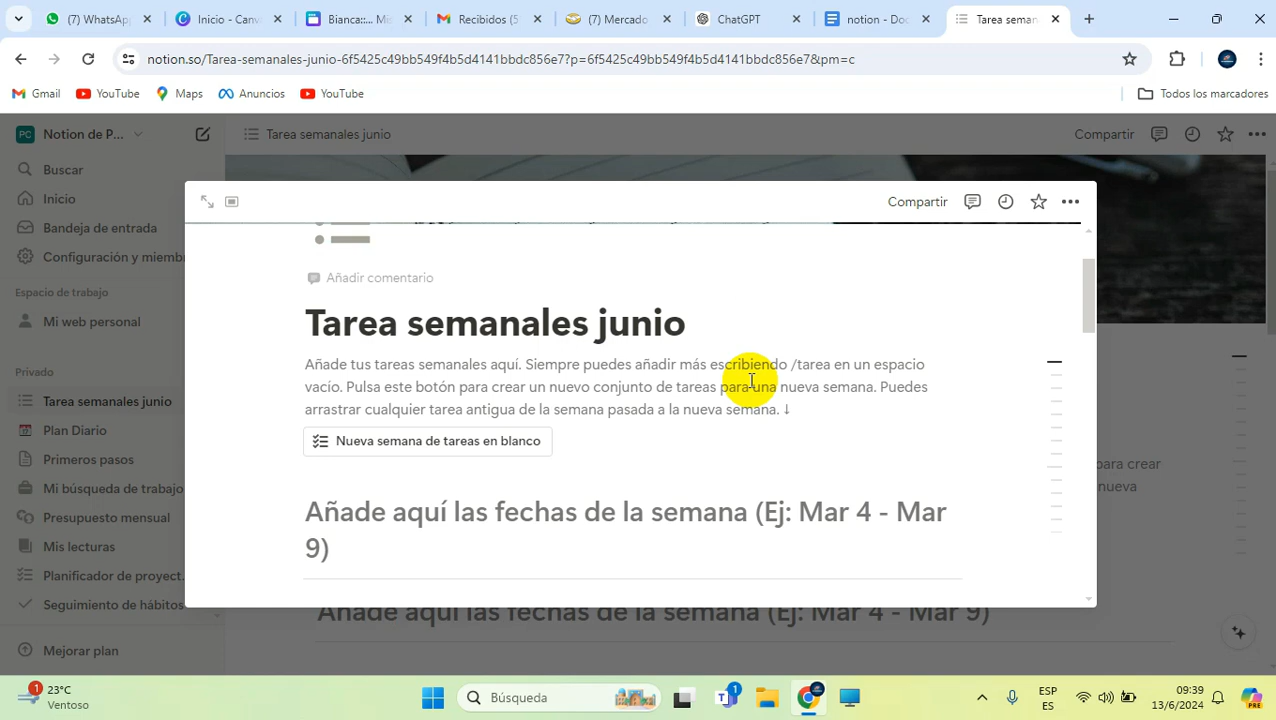 (7) WhatsA
Inicio - Canva
Bianca::.. Mi
Recibidos (5
(7) Mercado
ChatGPT
notion - Doc
Tarea seman
notion.so/Tarea-semanales-junio-6f5425c49bb549f4b5d4141bbdc856e7?p=6f5425c49bb549f4b5d4141bbdc856e7&pm=c
Gmail
YouTube
Maps
Anuncios
YouTube
Todos los marcadores
PC Notion de P...
Tarea semanales junio
Compartir
Buscar
Inicio
Bandeja de entrada
Configuración y miemb
Espacio de trabajo
Mi web personal
Privado
Tarea semanales junio
Plan Diario
Primeros pasos
Mi búsqueda de trabajo
Presupuesto mensual
Mis lecturas
Planificador de proyect...
Seguimiento de hábitos
Mejorar plan
Compartir
Añadir comentario
Tarea semanales junio
Añade tus tareas semanales aquí. Siempre puedes añadir más escribiendo /tarea en un espacio
vacío. Pulsa este botón para crear un nuevo conjunto de tareas para una nueva semana. Puedes
arrastrar cualquier tarea antigua de la semana pasada a la nueva semana. ↓
Nueva semana de tareas en blanco
Añade aquí las fechas de la semana (Ej: Mar 4 - Mar
9)
para crear
nueva
Añade aquí las fechas de la semana (Ej: Mar 4 - Mar 9)
1
23°C
Ventoso
Búsqueda
1
ESP
ES
09:39
13/6/2024
PRE